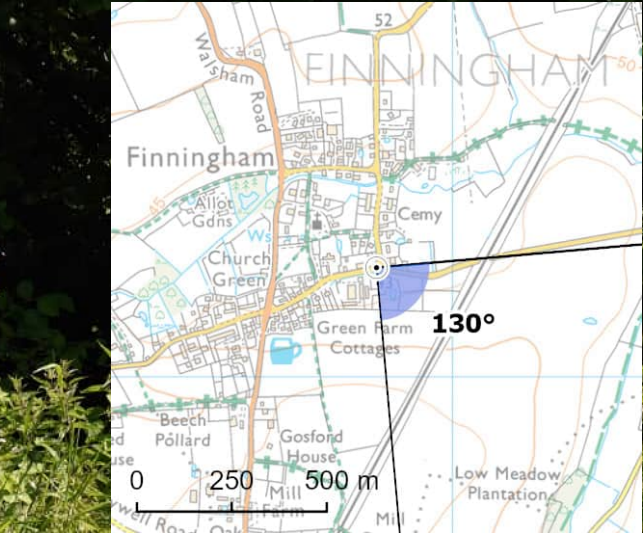 52
Walsham Road
FINNINGHAM
50
Finningham
45
Allot
Gdns
Cemy
Ws
Church
Green
130°
Green Farm
Cottages
Beech
Pollard
Gosford
House
0 250 500 m
Low Meadow
Plantation
Mill
Farm
Mill